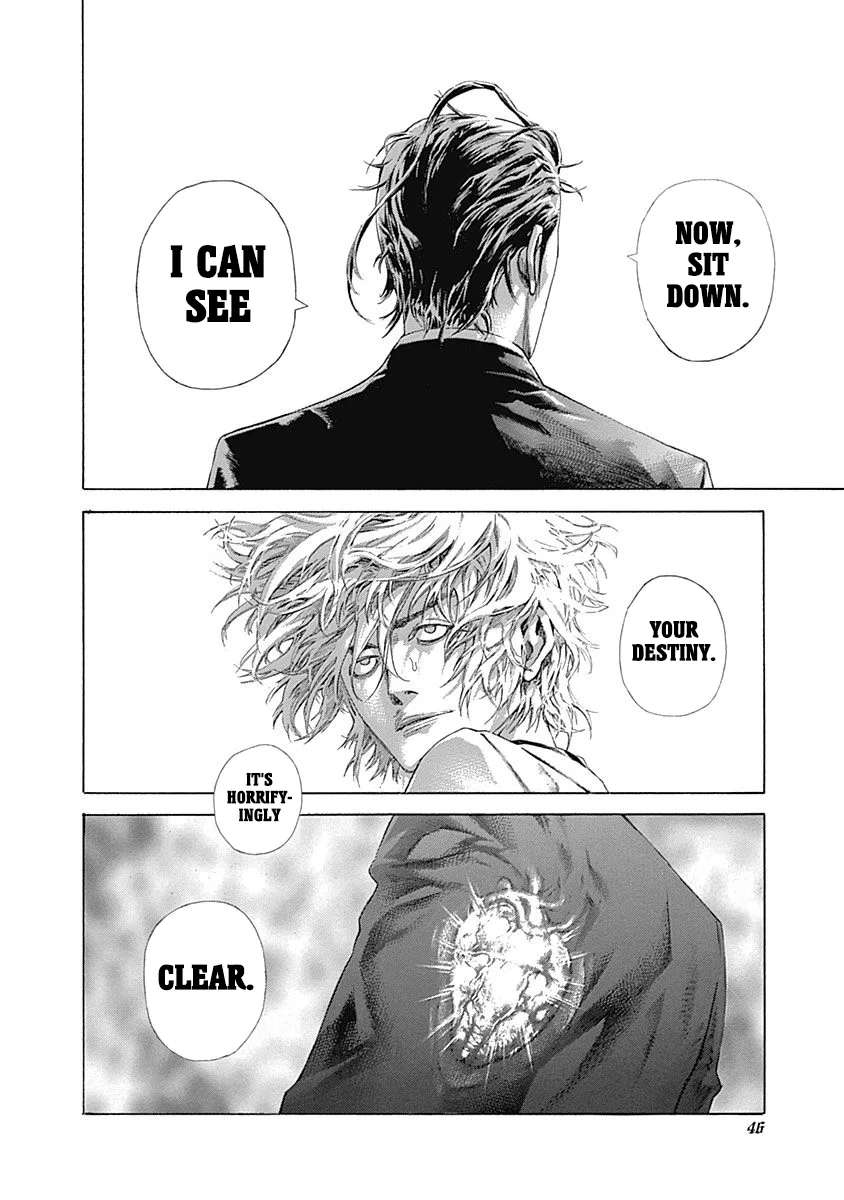 NOW,
SIT
DOWN.
I CAN
SEE
YOUR
DESTINY.
IT'S
HORRIFY-
INGLY
CLEAR.
46